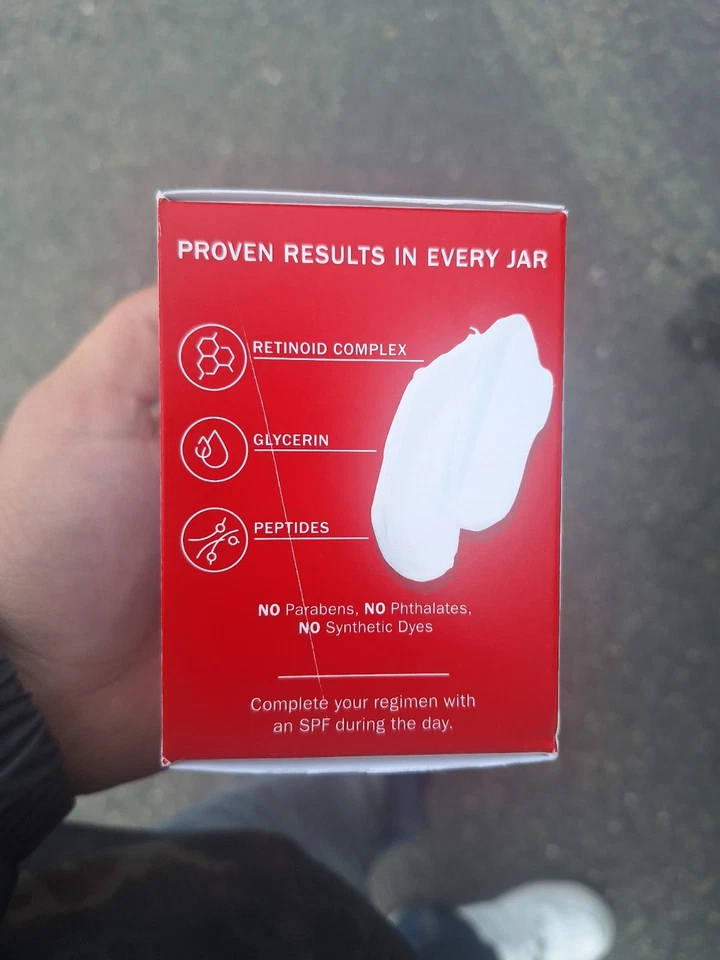 PROVEN RESULTS IN EVERY JAR
RETINOID COMPLEX
GLYCERIN
PEPTIDES
NO Parabens, NO Phthalates,
NO Synthetic Dyes
Complete your regimen with
an SPF during the day.